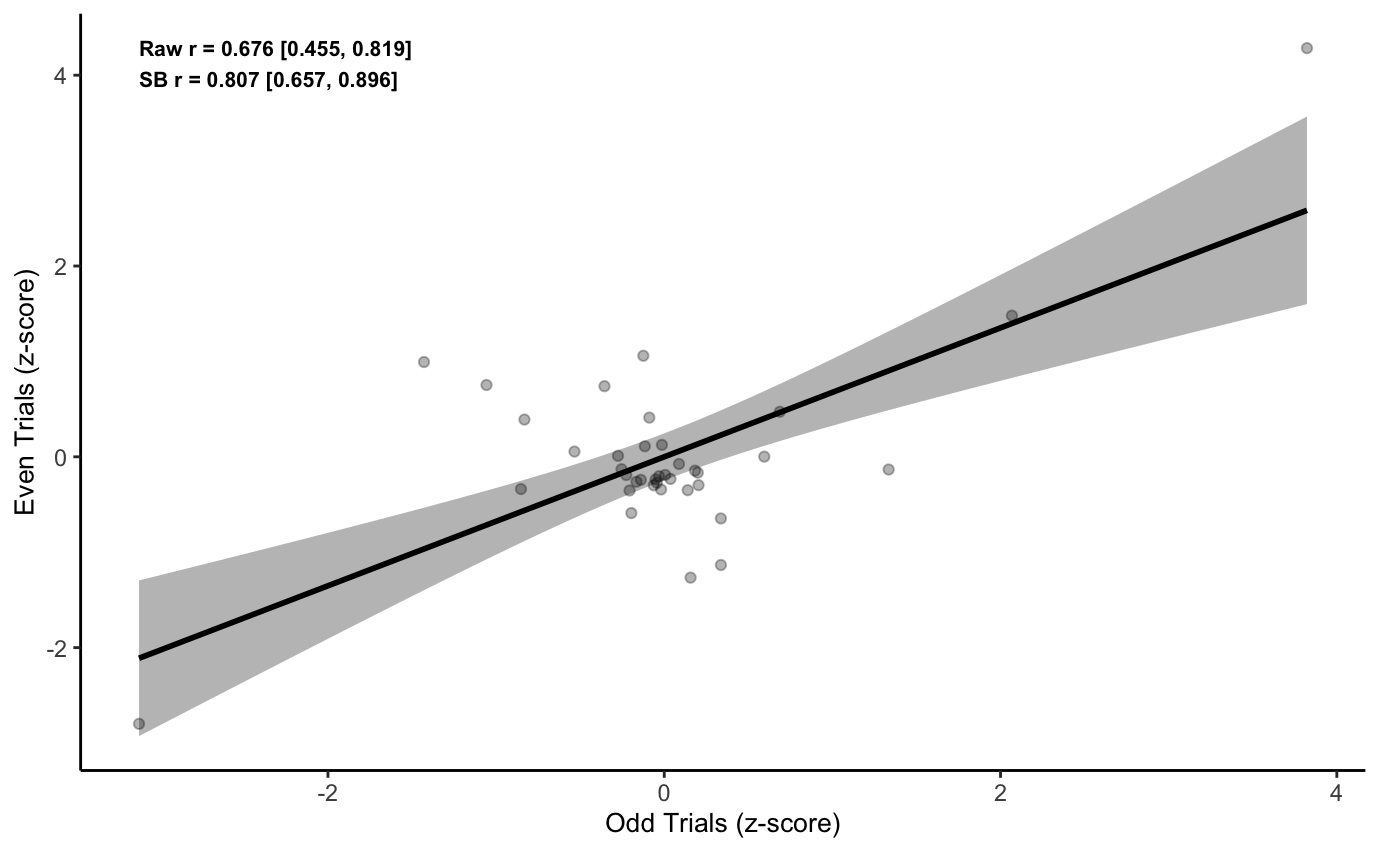 Raw r = 0.676 [0.455, 0.819]
SB r = 0.807 [0.657, 0.896]
4
2
0
-2
Even Trials (z-score)
-2
0
2
4
Odd Trials (z-score)